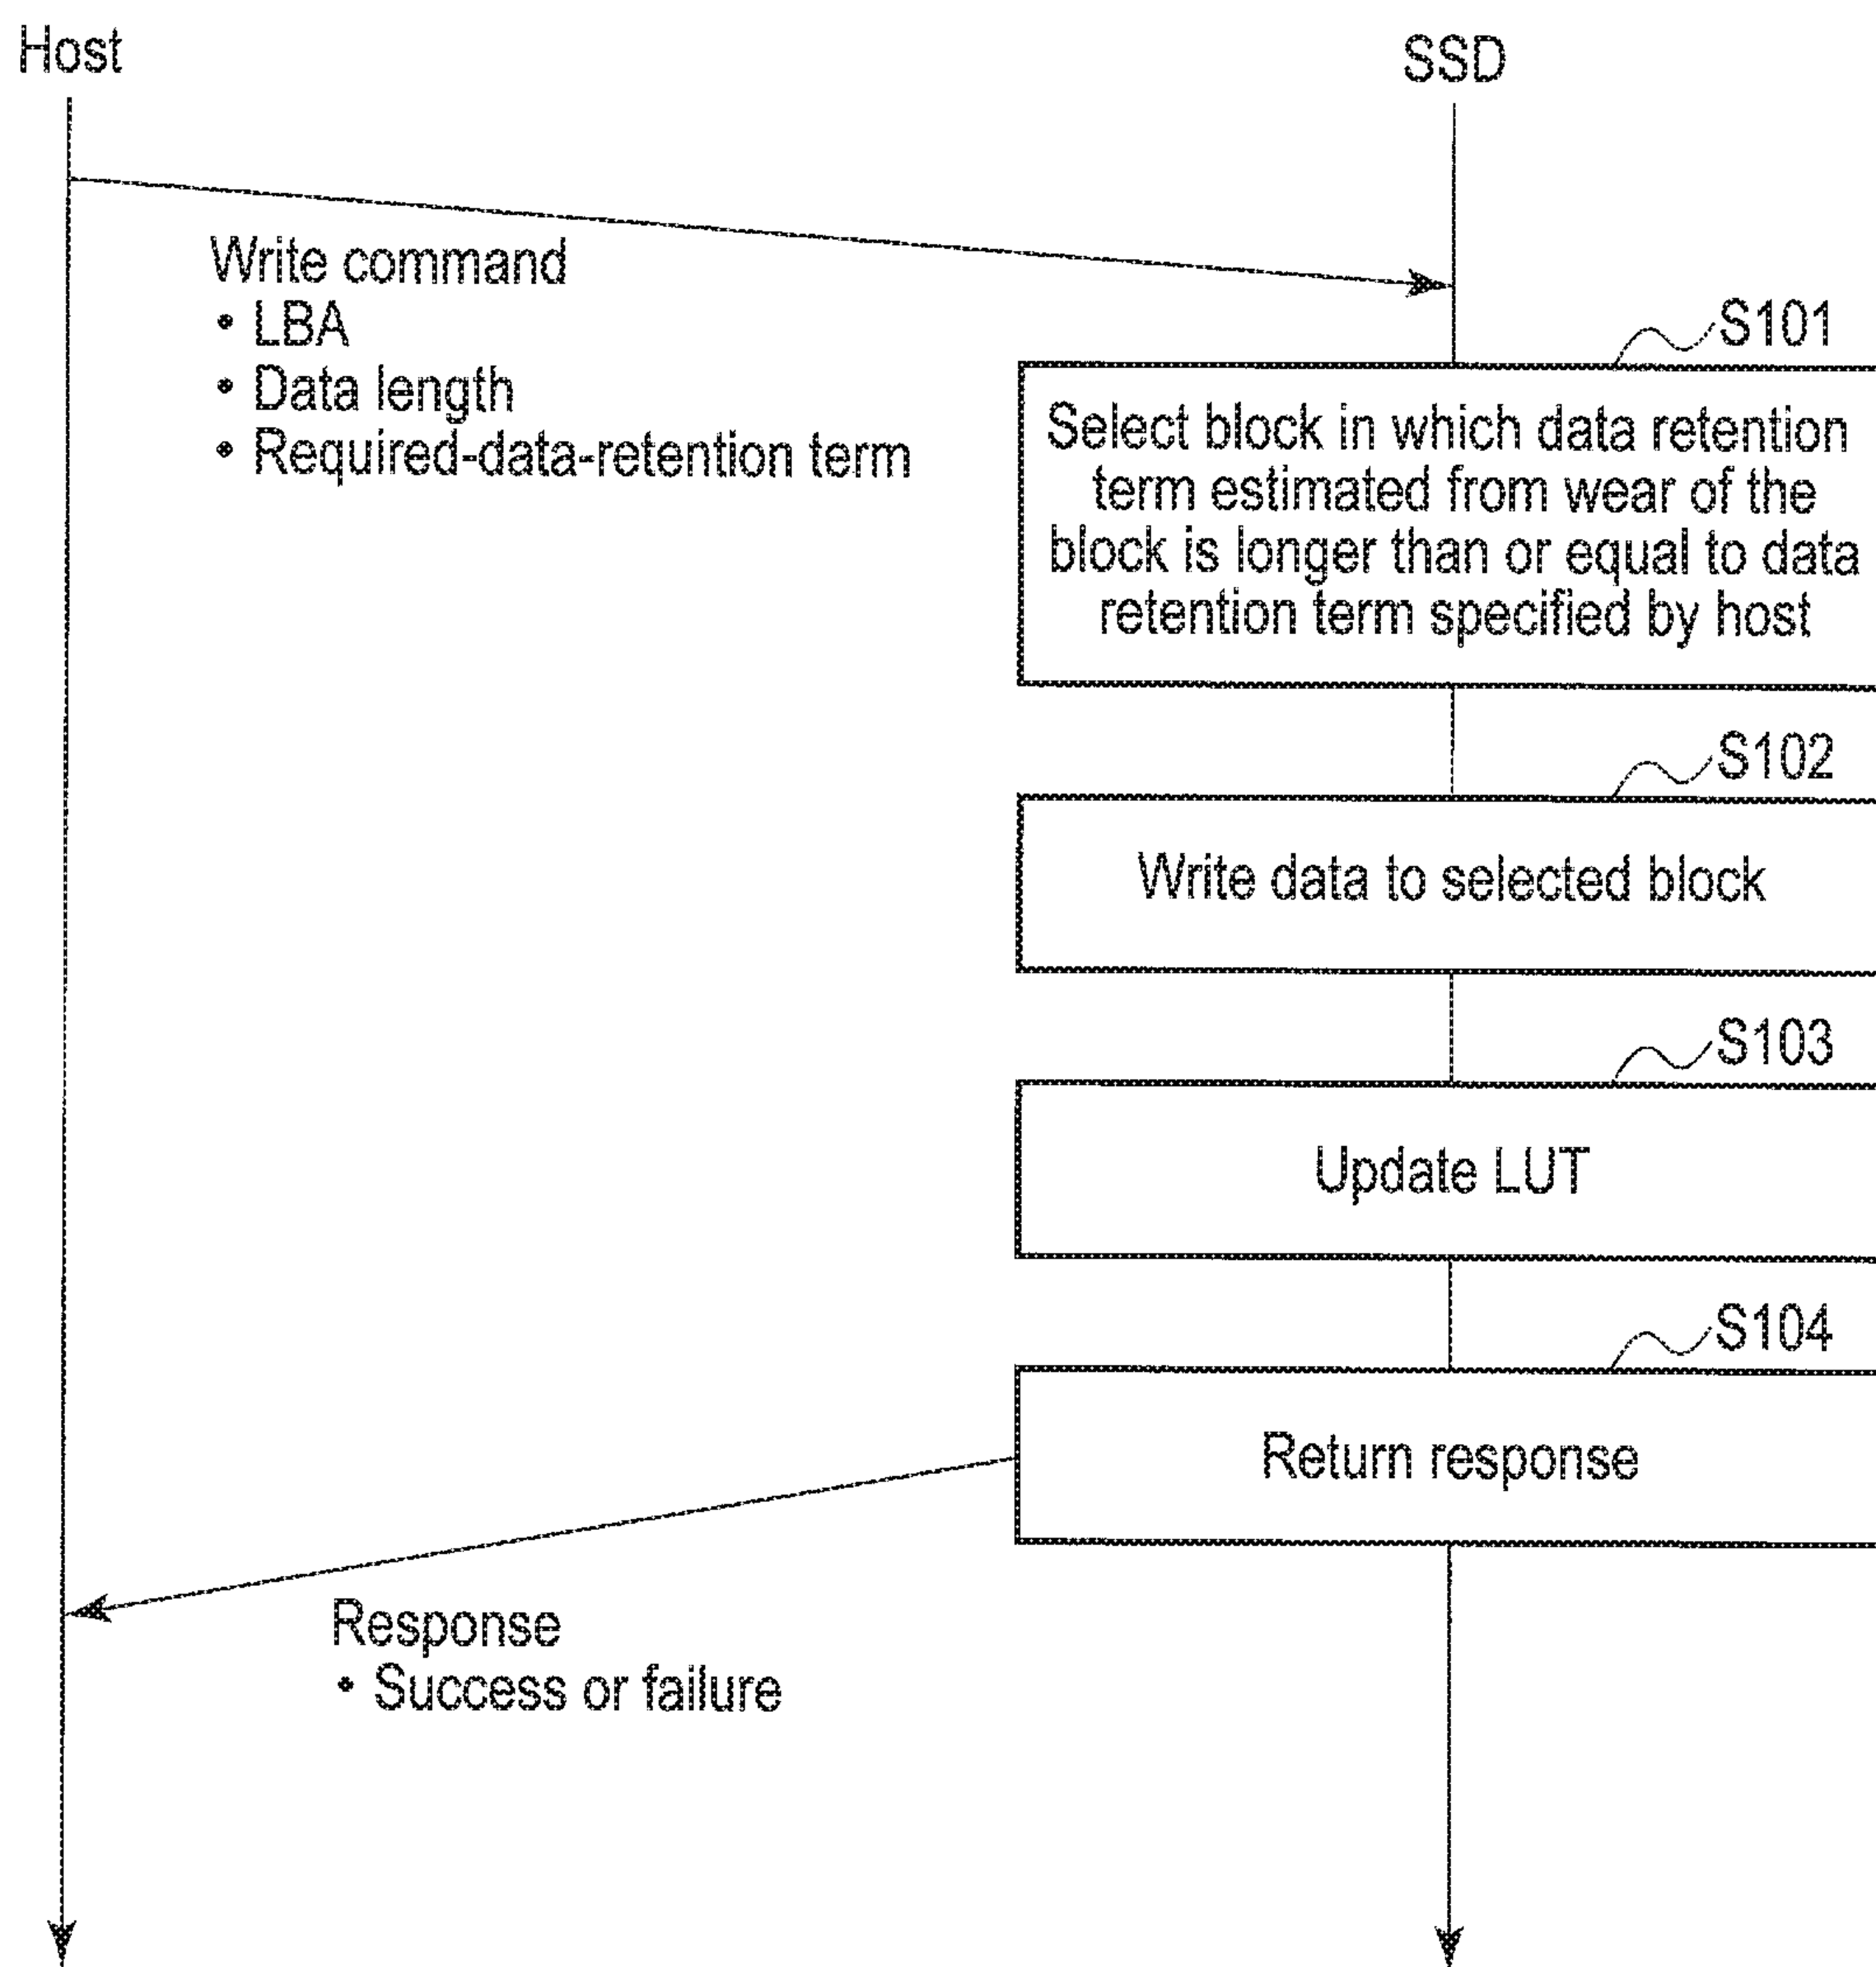 Host
SSD
Write command
• LBA
• Data length
• Required-data-retention term
S101
Select block in which data retention
term estimated from wear of the
block is longer than or equal to data
retention term specified by host
S102
Write data to selected block
S103
Update LUT
S104
Return response
Response
• Success or failure